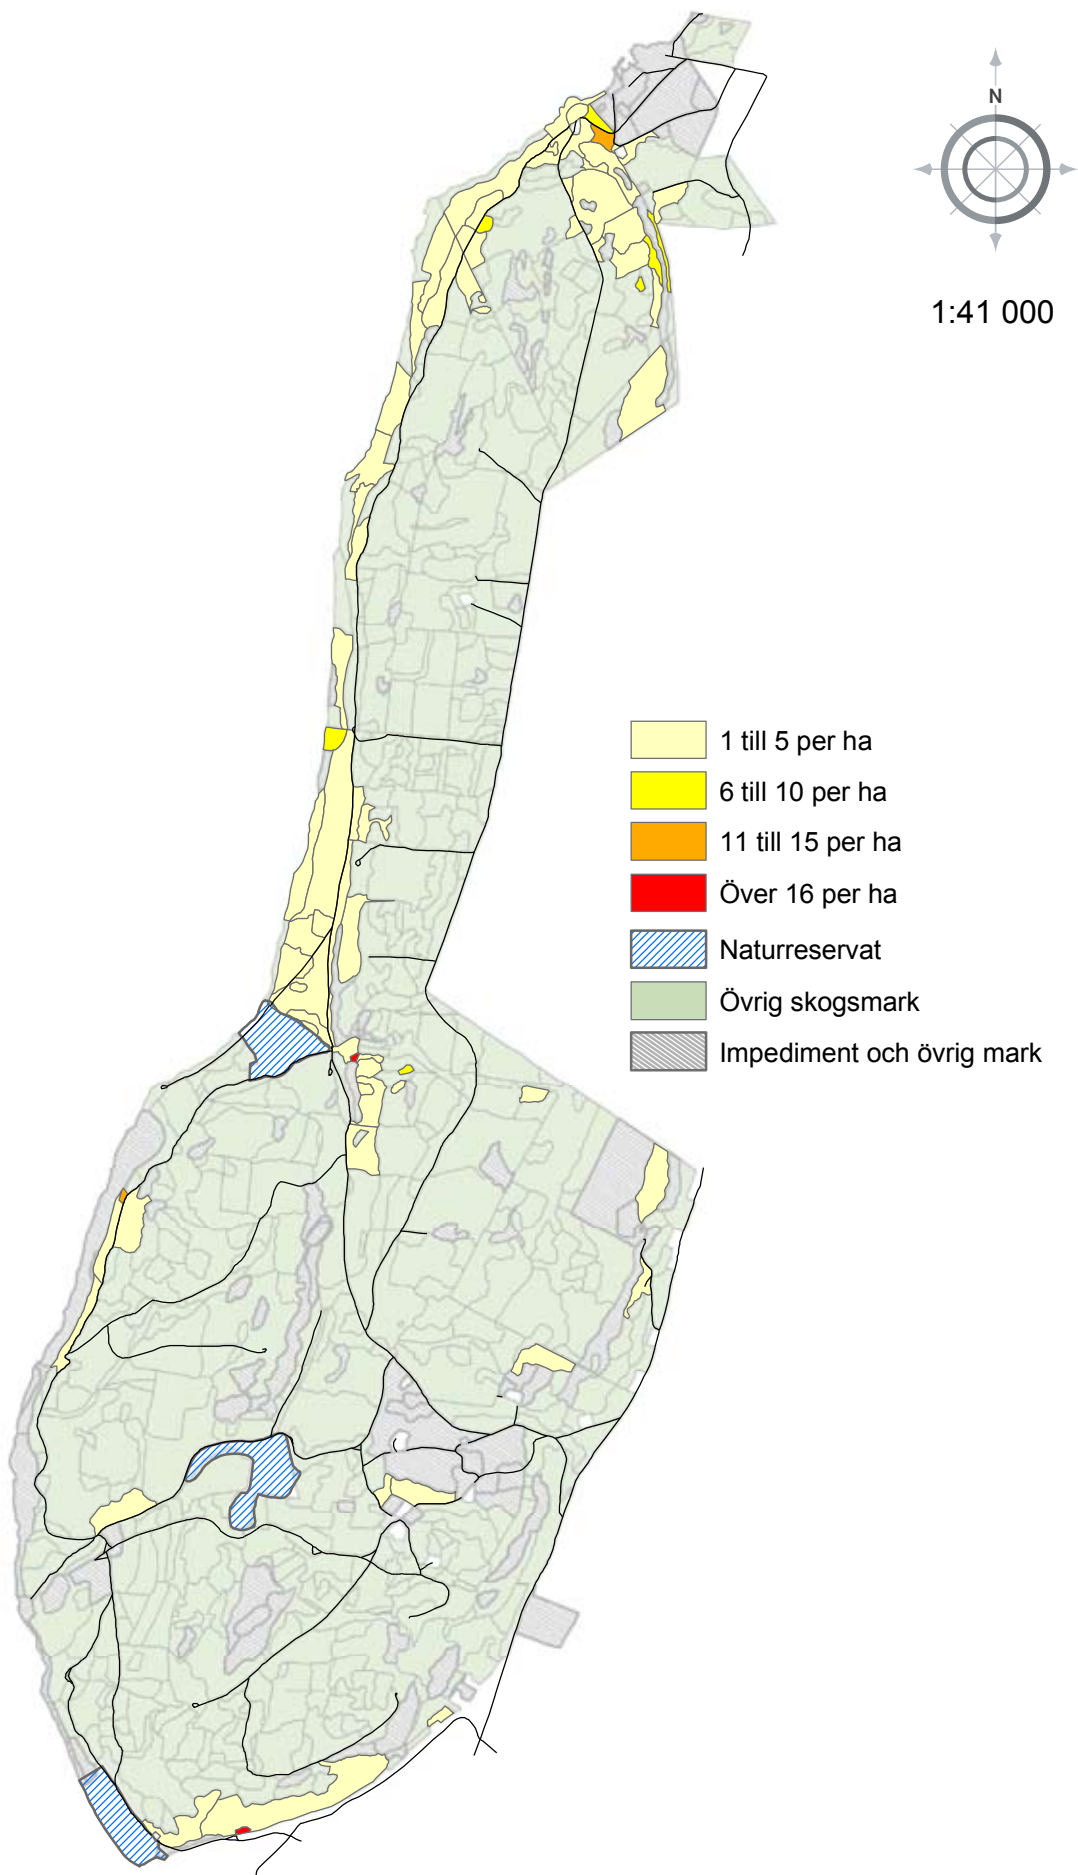 N
1:41 000
1 till 5 per ha
6 till 10 per ha
11 till 15 per ha
Över 16 per ha
Naturreservat
Övrig skogsmark
Impediment och övrig mark